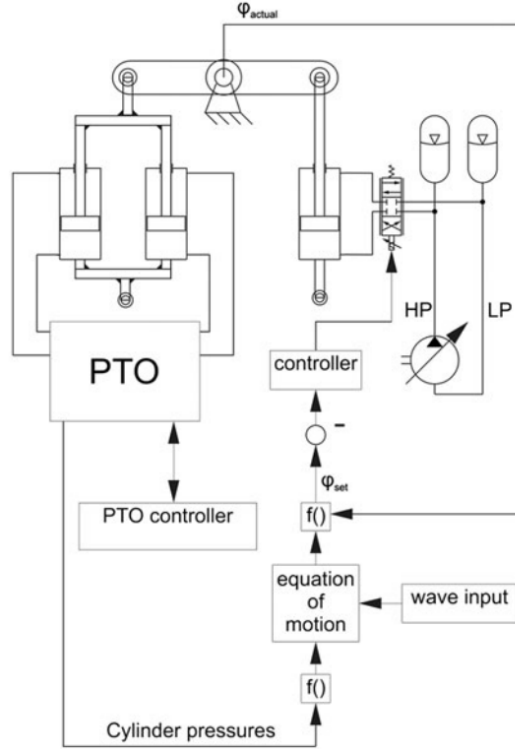 φactual
HP
LP
PTO
controller
–
φset
PTO controller
f()
equation
of
motion
wave input
f()
Cylinder pressures